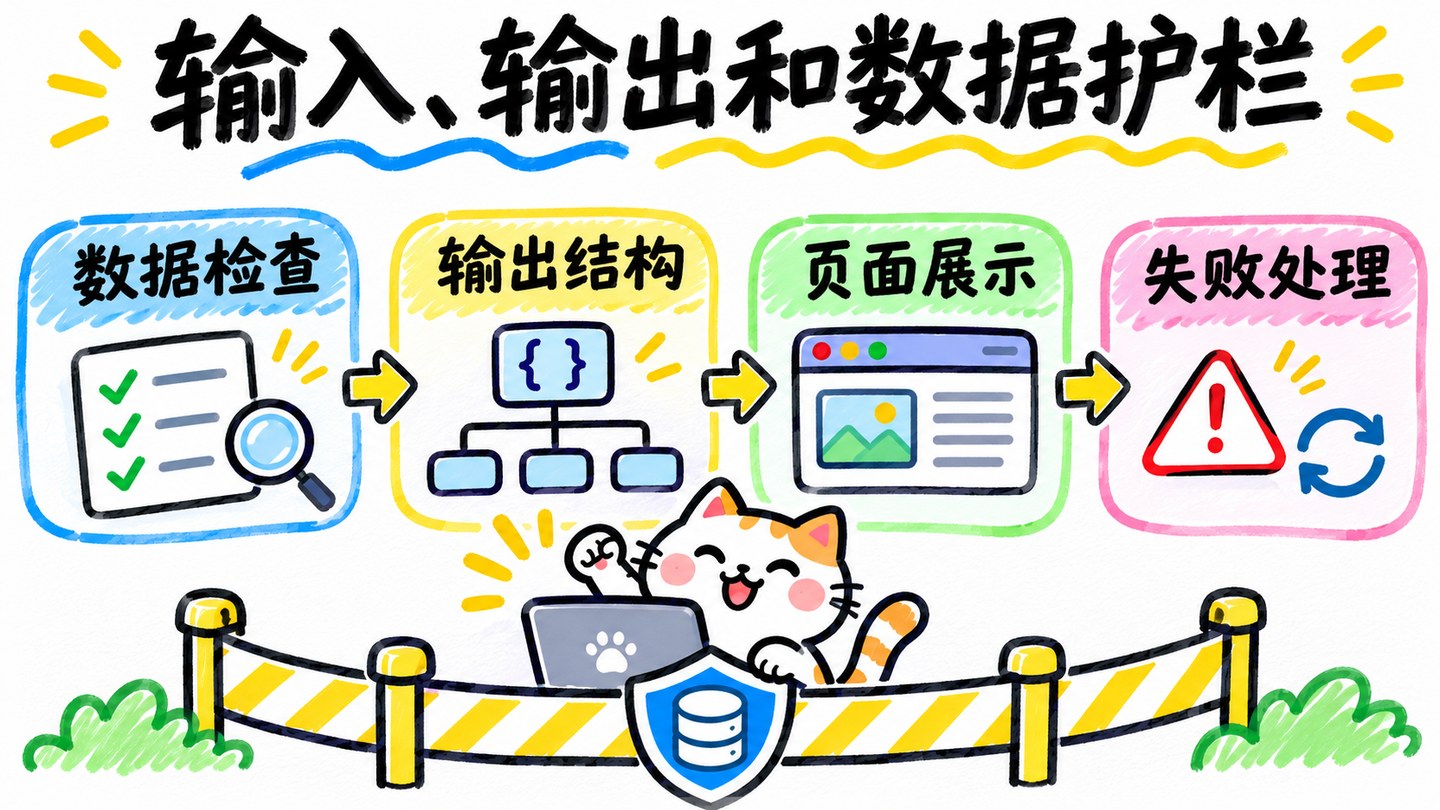 输入、输出和数据护栏
数据检查
输出结构
页面展示
失败处理
{ }
!